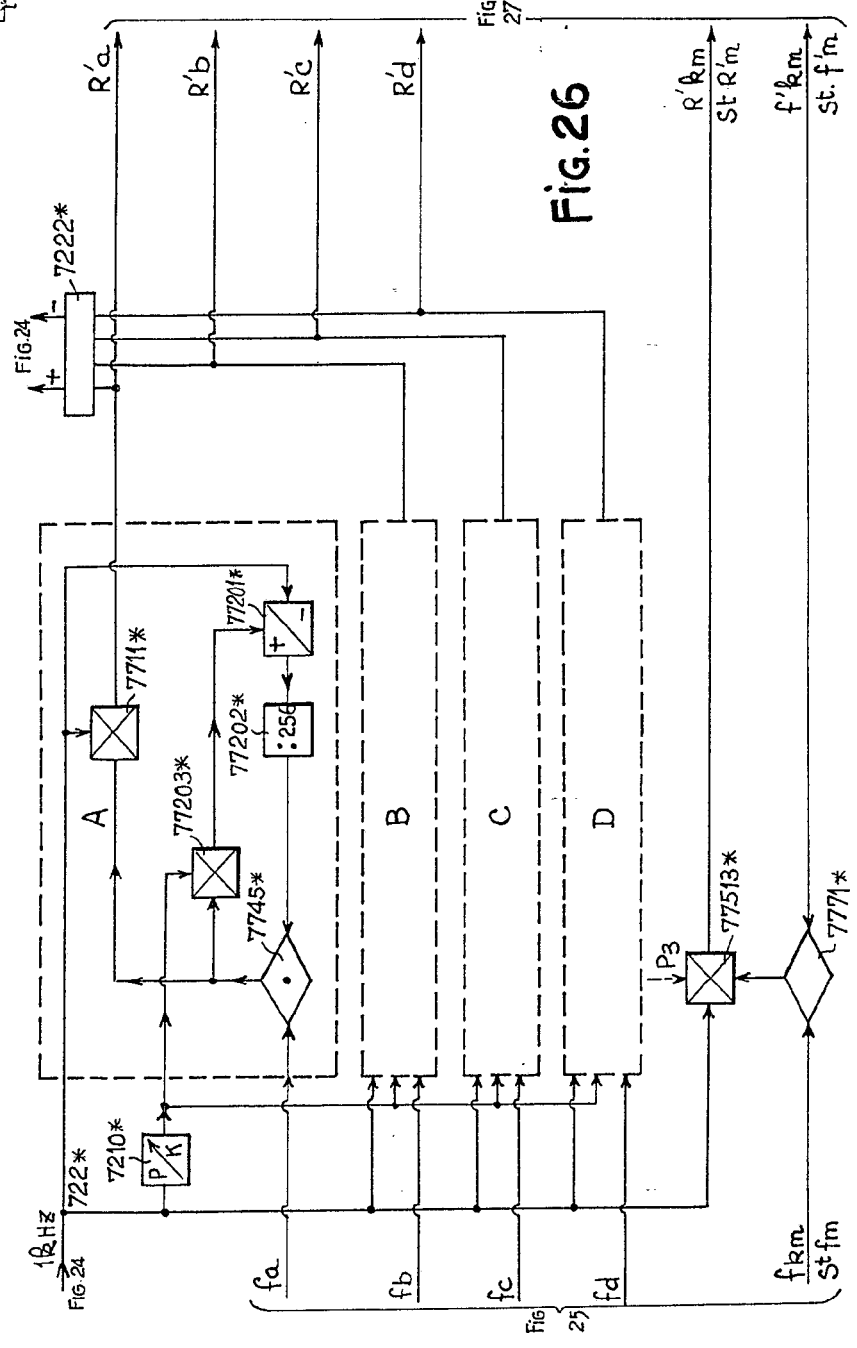 FIG. 27
R'a
R'b
R'c
R'd
R'km
St R'm
f'km
St. f'm
FIG. 26
7222*
FIG. 24
+
−
7711*
A
77203*
77201*
+
−
77202*
:256
7745*
B
C
D
P3
77513*
7771*
7210*
P'
K
722*
1kHz
FIG. 24
fa
fb
fc
fd
fkm
St fm
FIG 25